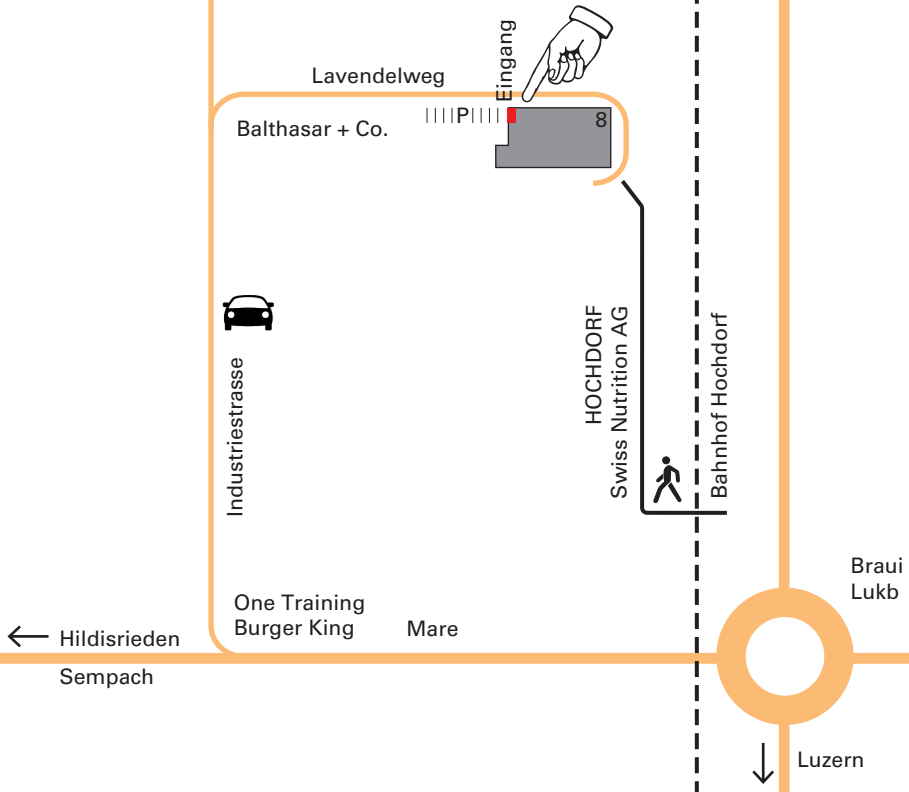 Eingang
Lavendelweg
P
8
Balthasar + Co.
HOCHDORF
Swiss Nutrition AG
Bahnhof Hochdorf
Industriestrasse
Braui
Lukb
One Training
Burger King
Mare
Hildisrieden
Sempach
Luzern